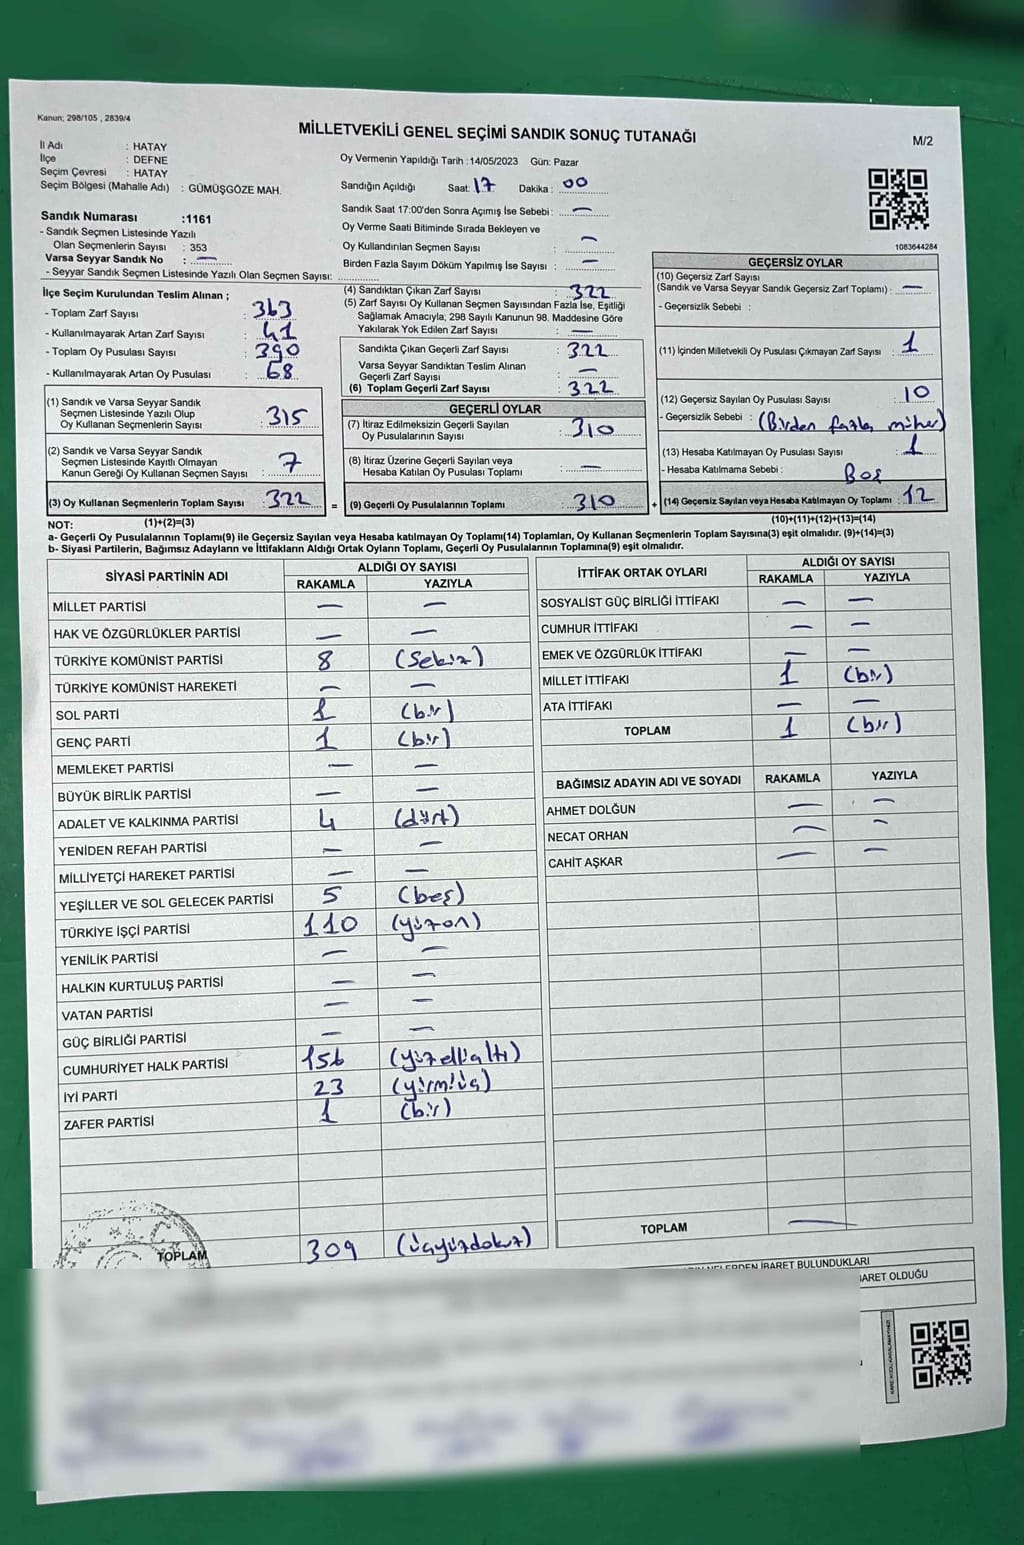 Kanun; 298/105 , 2839/4
MİLLETVEKİLİ GENEL SEÇİMİ SANDIK SONUÇ TUTANAĞI
M/2
İl Adı : HATAY
İlçe : DEFNE
Seçim Çevresi : HATAY
Seçim Bölgesi (Mahalle Adı) : GÜMÜŞGÖZE MAH.
Sandık Numarası :1161
- Sandık Seçmen Listesinde Yazılı
Olan Seçmenlerin Sayısı : 353
Varsa Seyyar Sandık No : —
- Seyyar Sandık Seçmen Listesinde Yazılı Olan Seçmen Sayısı:
Oy Vermenin Yapıldığı Tarih :14/05/2023 Gün: Pazar
Sandığın Açıldığı Saat: 17 Dakika : 00
Sandık Saat 17:00'den Sonra Açımış İse Sebebi : —
Oy Verme Saati Bitiminde Sırada Bekleyen ve
Oy Kullandırılan Seçmen Sayısı : —
Birden Fazla Sayım Döküm Yapılmış İse Sayısı : —
1083644284
İlçe Seçim Kurulundan Teslim Alınan ;
- Toplam Zarf Sayısı : 363
- Kullanılmayarak Artan Zarf Sayısı : 41
- Toplam Oy Pusulası Sayısı : 390
- Kullanılmayarak Artan Oy Pusulası : 68
(1) Sandık ve Varsa Seyyar Sandık
Seçmen Listesinde Yazılı Olup
Oy Kullanan Seçmenlerin Sayısı : 315
(2) Sandık ve Varsa Seyyar Sandık
Seçmen Listesinde Kayıtlı Olmayan
Kanun Gereği Oy Kullanan Seçmen Sayısı : 7
(3) Oy Kullanan Seçmenlerin Toplam Sayısı : 322
(1)+(2)=(3)
(4) Sandıktan Çıkan Zarf Sayısı : 322
(5) Zarf Sayısı Oy Kullanan Seçmen Sayısından Fazla İse, Eşitliği
Sağlamak Amacıyla; 298 Sayılı Kanunun 98. Maddesine Göre
Yakılarak Yok Edilen Zarf Sayısı : —
Sandıkta Çıkan Geçerli Zarf Sayısı : 322
Varsa Seyyar Sandıktan Teslim Alınan
Geçerli Zarf Sayısı : —
(6) Toplam Geçerli Zarf Sayısı : 322
GEÇERLİ OYLAR
(7) İtiraz Edilmeksizin Geçerli Sayılan
Oy Pusulalarının Sayısı : 310
(8) İtiraz Üzerine Geçerli Sayılan veya
Hesaba Katılan Oy Pusulası Toplamı : —
= (9) Geçerli Oy Pusulalarının Toplamı : 310 +
GEÇERSİZ OYLAR
(10) Geçersiz Zarf Sayısı
(Sandık ve Varsa Seyyar Sandık Geçersiz Zarf Toplamı) : —
- Geçersizlik Sebebi :
(11) İçinden Milletvekili Oy Pusulası Çıkmayan Zarf Sayısı : 1
(12) Geçersiz Sayılan Oy Pusulası Sayısı : 10
- Geçersizlik Sebebi : (Birden fazla mühür)
(13) Hesaba Katılmayan Oy Pusulası Sayısı : 1
- Hesaba Katılmama Sebebi : Boş
(14) Geçersiz Sayılan veya Hesaba Katılmayan Oy Toplamı : 12
(10)+(11)+(12)+(13)=(14)
NOT:
a- Geçerli Oy Pusulalarının Toplamı(9) ile Geçersiz Sayılan veya Hesaba katılmayan Oy Toplamı(14) Toplamları, Oy Kullanan Seçmenlerin Toplam Sayısına(3) eşit olmalıdır. (9)+(14)=(3)
b- Siyasi Partilerin, Bağımsız Adayların ve İttifakların Aldığı Ortak Oyların Toplamı, Geçerli Oy Pusulalarının Toplamına(9) eşit olmalıdır.
SİYASİ PARTİNİN ADI ALDIĞI OY SAYISI
RAKAMLA YAZIYLA
MİLLET PARTİSİ — —
HAK VE ÖZGÜRLÜKLER PARTİSİ — —
TÜRKİYE KOMÜNİST PARTİSİ 8 (Sekiz)
TÜRKİYE KOMÜNİST HAREKETİ — —
SOL PARTİ 1 (bir)
GENÇ PARTİ 1 (bir)
MEMLEKET PARTİSİ — —
BÜYÜK BİRLİK PARTİSİ — —
ADALET VE KALKINMA PARTİSİ 4 (dört)
YENİDEN REFAH PARTİSİ — —
MİLLİYETÇİ HAREKET PARTİSİ — —
YEŞİLLER VE SOL GELECEK PARTİSİ 5 (beş)
TÜRKİYE İŞÇİ PARTİSİ 110 (yüzon)
YENİLİK PARTİSİ — —
HALKIN KURTULUŞ PARTİSİ — —
VATAN PARTİSİ — —
GÜÇ BİRLİĞİ PARTİSİ — —
CUMHURİYET HALK PARTİSİ 156 (yüzellialtı)
İYİ PARTİ 23 (yirmiüç)
ZAFER PARTİSİ 1 (bir)
TOPLAM 309 (üçyüzdokuz)
İTTİFAK ORTAK OYLARI ALDIĞI OY SAYISI
RAKAMLA YAZIYLA
SOSYALİST GÜÇ BİRLİĞİ İTTİFAKI — —
CUMHUR İTTİFAKI — —
EMEK VE ÖZGÜRLÜK İTTİFAKI — —
MİLLET İTTİFAKI 1 (bir)
ATA İTTİFAKI — —
TOPLAM 1 (bir)
BAĞIMSIZ ADAYIN ADI VE SOYADI RAKAMLA YAZIYLA
AHMET DOLĞUN — —
NECAT ORHAN — —
CAHİT AŞKAR — —
TOPLAM —
İBARET BULUNDUKLARI
OLDUĞU